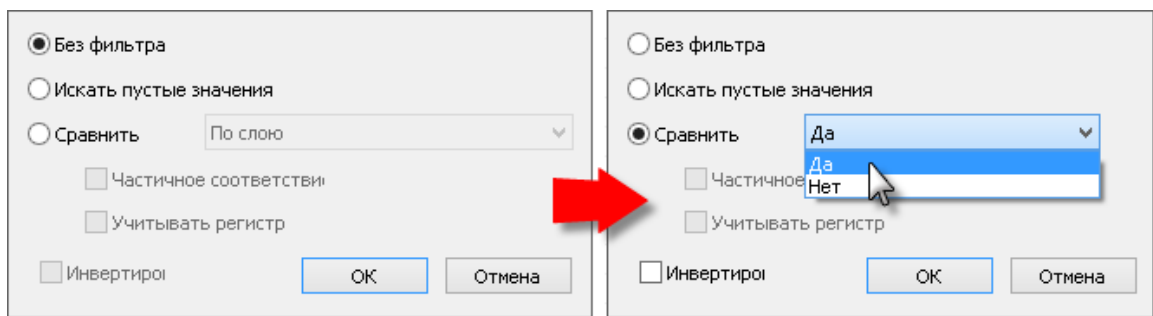 Без фильтра
Искать пустые значения
Сравнить По слою
Частичное соответстви
Учитывать регистр
Инвертиро
ОК Отмена
Без фильтра
Искать пустые значения
Сравнить Да
Да
Частичное
Нет
Учитывать регистр
Инвертиро
ОК Отмена